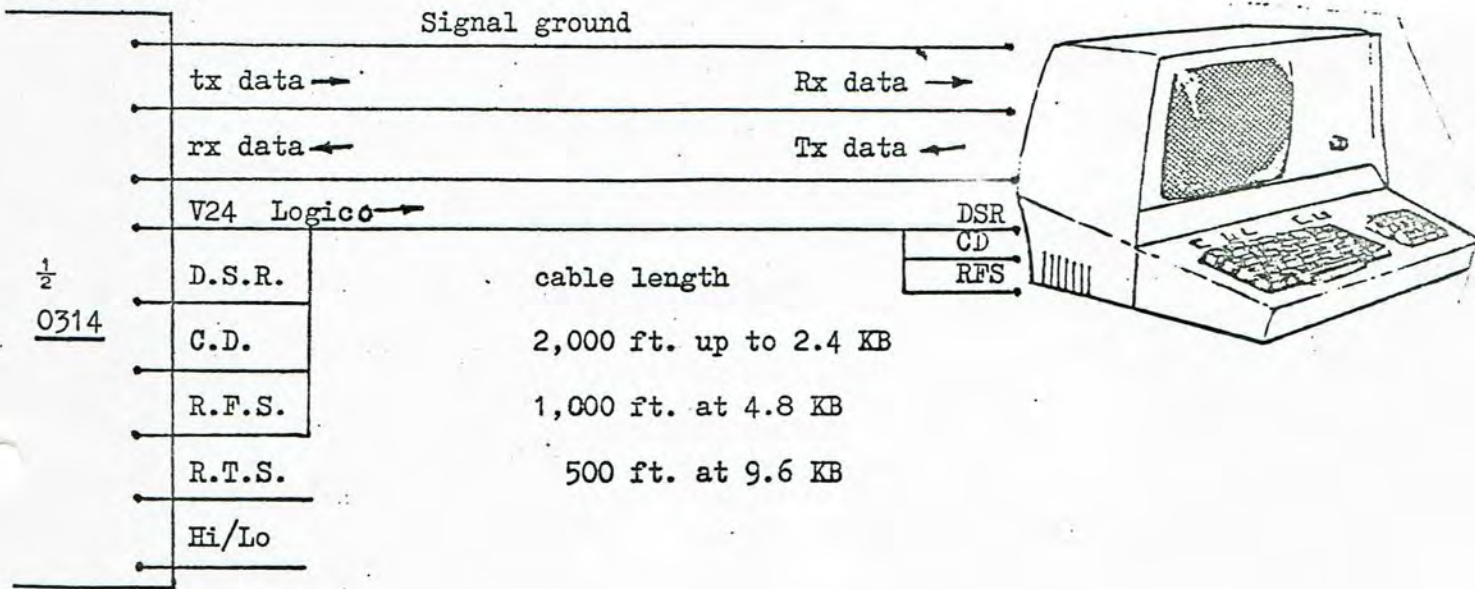 Signal ground
tx data → Rx data →
rx data ← Tx data ←
V24 Logico → DSR
CD
D.S.R. cable length RFS
½
0314
C.D. 2,000 ft. up to 2.4 KB
R.F.S. 1,000 ft. at 4.8 KB
R.T.S. 500 ft. at 9.6 KB
Hi/Lo